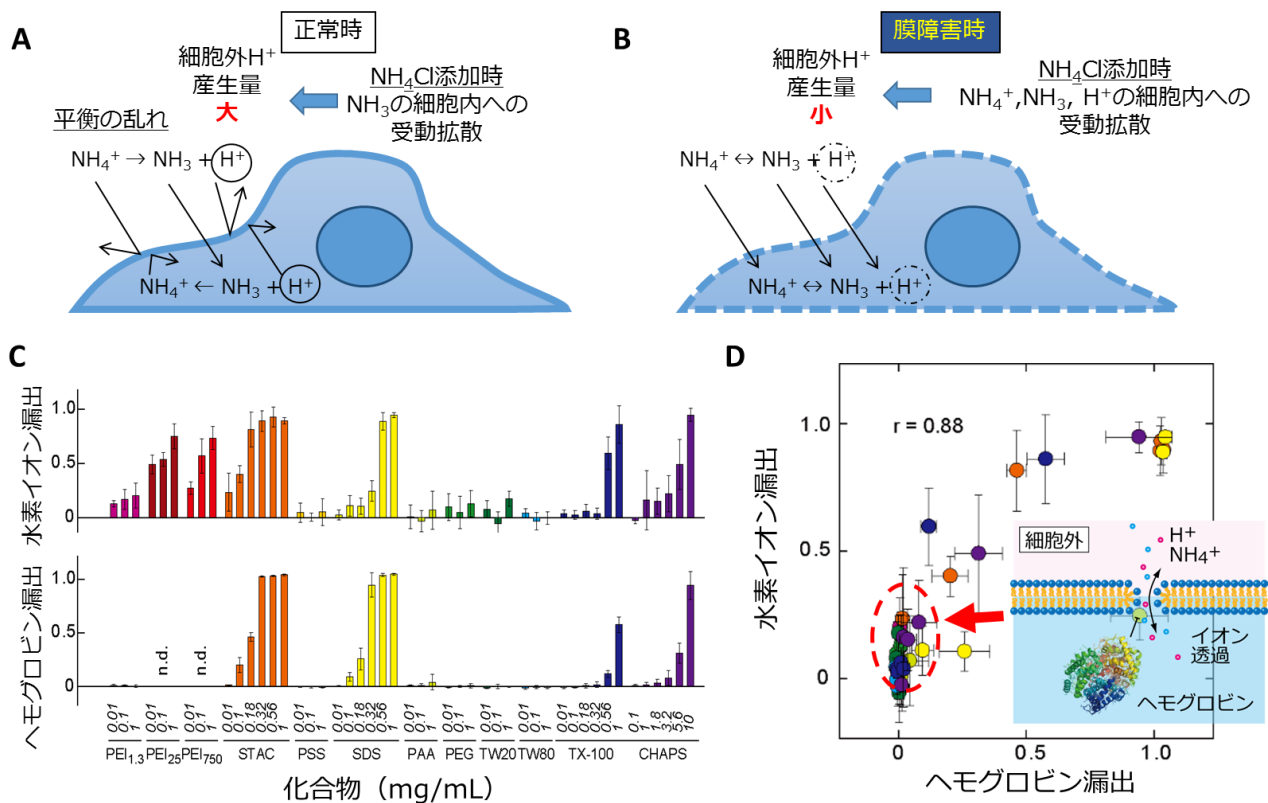 A
正常時
細胞外H⁺
産生量
大
NH₄Cl添加時
NH₃の細胞内への
受動拡散
平衡の乱れ
NH₄⁺ → NH₃ + H⁺
NH₄⁺ ← NH₃ + H⁺
B
膜障害時
細胞外H⁺
産生量
小
NH₄Cl添加時
NH₄⁺,NH₃, H⁺の細胞内への
受動拡散
NH₄⁺ ↔ NH₃ + H⁺
NH₄⁺ ↔ NH₃ + H⁺
C
水素イオン漏出
1.0
0.5
0
ヘモグロビン漏出
1.0
0.5
0
n.d.
n.d.
0.01 0.1 1
0.01 0.1 1
0.01 0.1 1
0.01 0.1 0.18 0.32 0.56 1
0.01 0.1 1
0.01 0.1 0.18 0.32 0.56 1
0.01 0.1 1
0.01 0.1 1
0.01 0.1 1
0.01 0.1 1
0.01 0.1 0.18 0.32 0.56 1
0.1 1 1.8 3.2 5.6 10
PEI₁.₃ PEI₂₅ PEI₇₅₀ STAC PSS SDS PAA PEG TW20 TW80 TX-100 CHAPS
化合物（mg/mL）
D
水素イオン漏出
1.0
0.5
0
r = 0.88
細胞外
H⁺
NH₄⁺
イオン
透過
ヘモグロビン
0 0.5 1.0
ヘモグロビン漏出